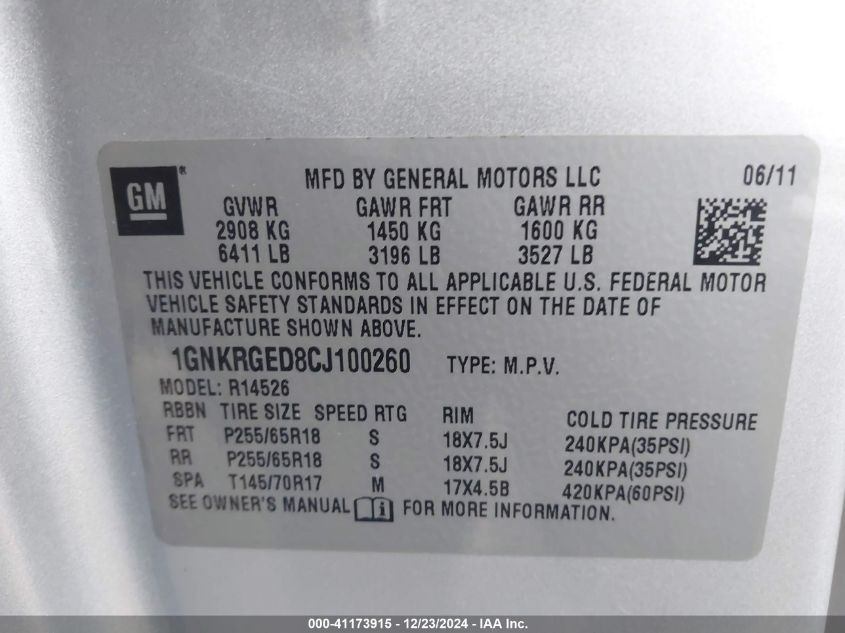 GM®
MFD BY GENERAL MOTORS LLC 06/11
GVWR GAWR FRT GAWR RR
2908 KG 1450 KG 1600 KG
6411 LB 3196 LB 3527 LB
THIS VEHICLE CONFORMS TO ALL APPLICABLE U.S. FEDERAL MOTOR
VEHICLE SAFETY STANDARDS IN EFFECT ON THE DATE OF
MANUFACTURE SHOWN ABOVE.
1GNKRGED8CJ100260 TYPE: M.P.V.
MODEL: R14526
RBBN TIRE SIZE SPEED RTG RIM COLD TIRE PRESSURE
FRT P255/65R18 S 18X7.5J 240KPA(35PSI)
RR P255/65R18 S 18X7.5J 240KPA(35PSI)
SPA T145/70R17 M 17X4.5B 420KPA(60PSI)
SEE OWNER'S MANUAL FOR MORE INFORMATION.
000-41173915 - 12/23/2024 - IAA Inc.